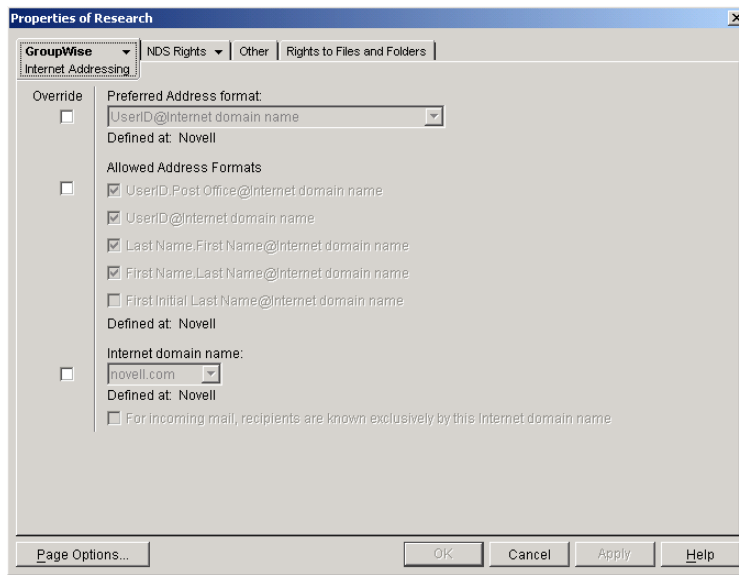 Properties of Research
GroupWise NDS Rights Other Rights to Files and Folders
Internet Addressing
Override Preferred Address format:
UserID@Internet domain name
Defined at: Novell
Allowed Address Formats
UserID.Post Office@Internet domain name
UserID@Internet domain name
Last Name.First Name@Internet domain name
First Name.Last Name@Internet domain name
First Initial Last Name@Internet domain name
Defined at: Novell
Internet domain name:
novell.com
Defined at: Novell
For incoming mail, recipients are known exclusively by this Internet domain name
Page Options... OK Cancel Apply Help